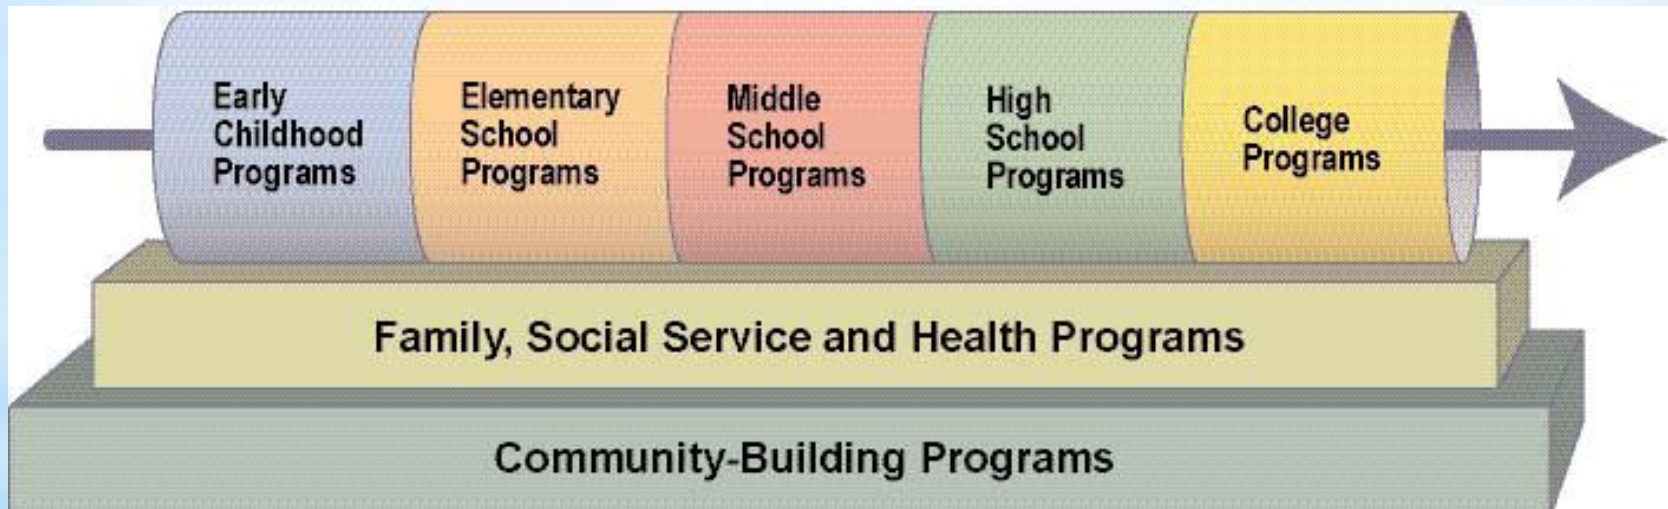 Early
Childhood
Programs
Elementary
School
Programs
Middle
School
Programs
High
School
Programs
College
Programs
Family, Social Service and Health Programs
Community-Building Programs